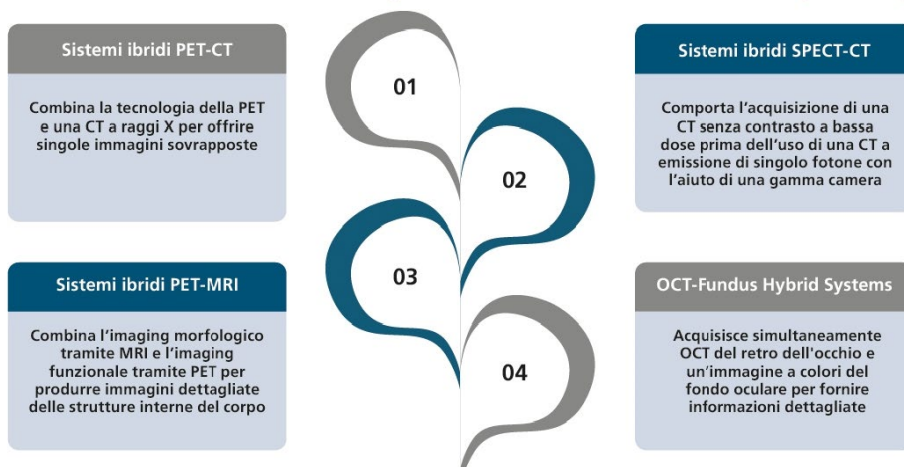 Sistemi ibridi PET-CT
Combina la tecnologia della PET
e una CT a raggi X per offrire
singole immagini sovrapposte
01
Sistemi ibridi SPECT-CT
Comporta l'acquisizione di una
CT senza contrasto a bassa
dose prima dell'uso di una CT a
emissione di singolo fotone con
l'aiuto di una gamma camera
02
Sistemi ibridi PET-MRI
Combina l'imaging morfologico
tramite MRI e l'imaging
funzionale tramite PET per
produrre immagini dettagliate
delle strutture interne del corpo
03
OCT-Fundus Hybrid Systems
Acquisisce simultaneamente
OCT del retro dell'occhio e
un'immagine a colori del
fondo oculare per fornire
informazioni dettagliate
04